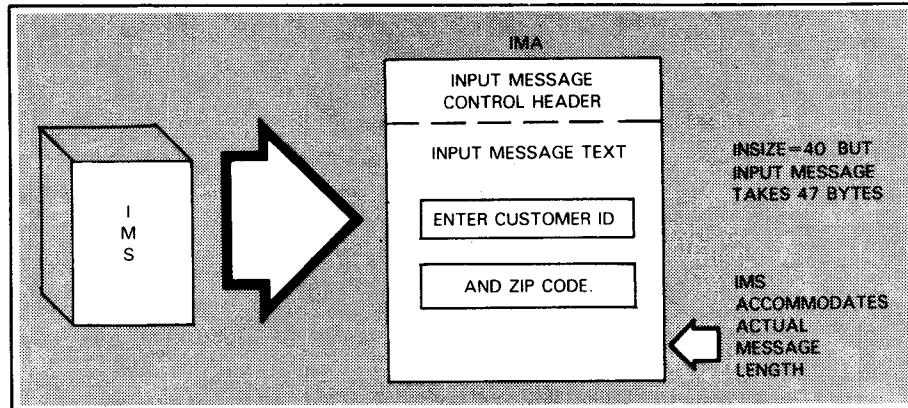 IMA
INPUT MESSAGE
CONTROL HEADER
INPUT MESSAGE TEXT
ENTER CUSTOMER ID
AND ZIP CODE.
I
M
S
INSIZE=40 BUT
INPUT MESSAGE
TAKES 47 BYTES
IMS
ACCOMMODATES
ACTUAL
MESSAGE
LENGTH